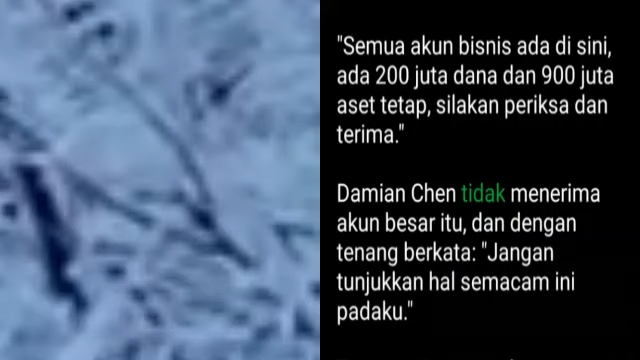 "Semua akun bisnis ada di sini,
ada 200 juta dana dan 900 juta
aset tetap, silakan periksa dan
terima."
Damian Chen tidak menerima
akun besar itu, dan dengan
tenang berkata: "Jangan
tunjukkan hal semacam ini
padaku."